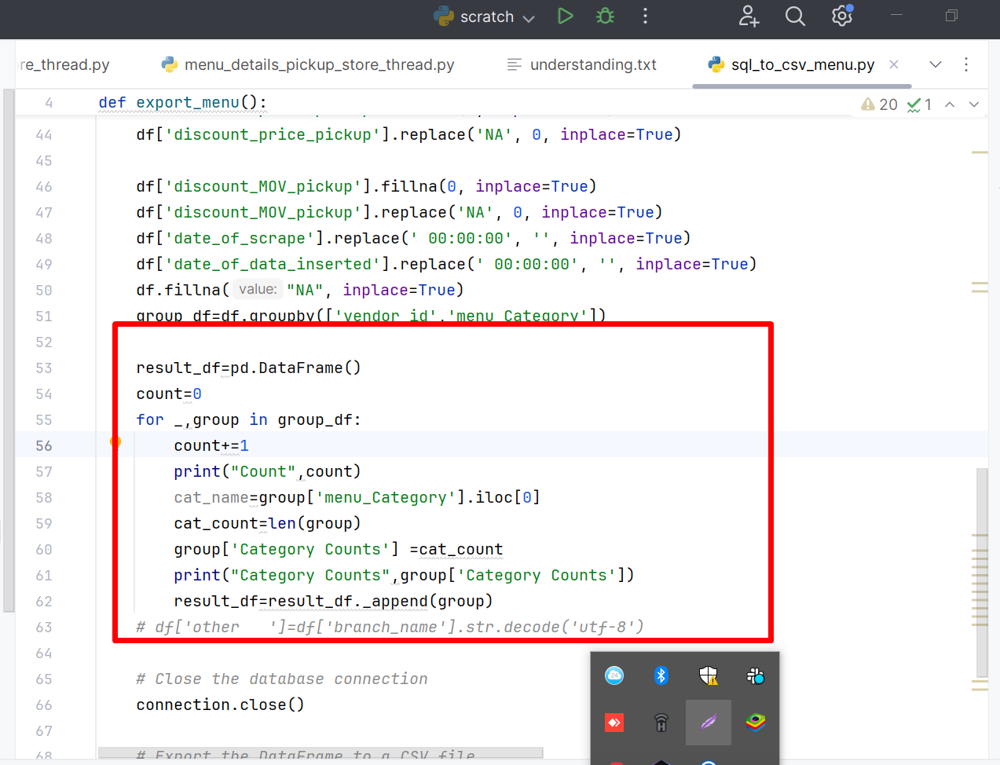 scratch
re_thread.py menu_details_pickup_store_thread.py understanding.txt sql_to_csv_menu.py
4 def export_menu(): 20 1
44 df['discount_price_pickup'].replace('NA', 0, inplace=True)
45
46 df['discount_MOV_pickup'].fillna(0, inplace=True)
47 df['discount_MOV_pickup'].replace('NA', 0, inplace=True)
48 df['date_of_scrape'].replace(' 00:00:00', '', inplace=True)
49 df['date_of_data_inserted'].replace(' 00:00:00', '', inplace=True)
50 df.fillna( value: "NA", inplace=True)
51 group_df=df.groupby(['vendor_id','menu_Category'])
52
53 result_df=pd.DataFrame()
54 count=0
55 for _,group in group_df:
56 count+=1
57 print("Count",count)
58 cat_name=group['menu_Category'].iloc[0]
59 cat_count=len(group)
60 group['Category Counts'] =cat_count
61 print("Category Counts",group['Category Counts'])
62 result_df=result_df._append(group)
63 # df['other   ']=df['branch_name'].str.decode('utf-8')
64
65 # Close the database connection
66 connection.close()
67
68 # Export the DataFrame to a CSV file
24